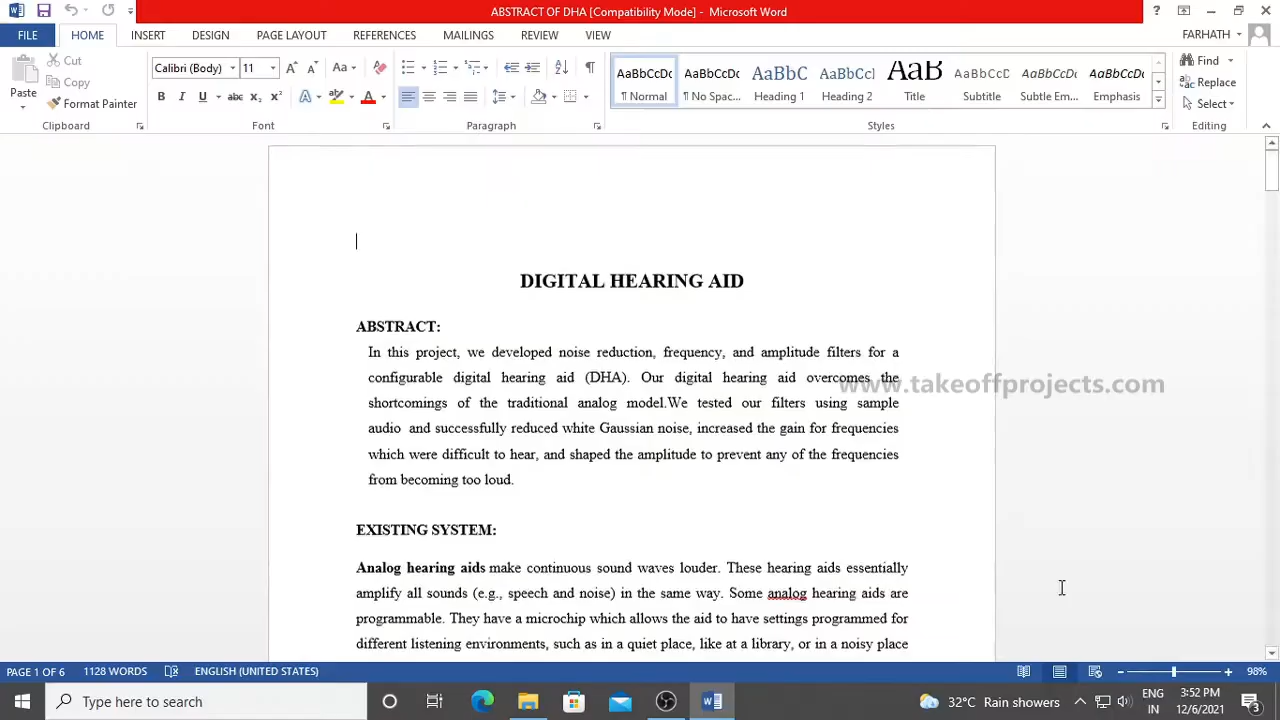 ABSTRACT OF DHA [Compatibility Mode] - Microsoft Word
FILE HOME INSERT DESIGN PAGE LAYOUT REFERENCES MAILINGS REVIEW VIEW FARHATH
Cut
Copy
Format Painter
Paste
Calibri (Body) 11
AaBbCcDc AaBbCcDc AaBbC AaBbCcl AaB AaBbCcD AaBbCcDc AaBbCcDc
¶ Normal ¶ No Spac... Heading 1 Heading 2 Title Subtitle Subtle Em... Emphasis
Find
Replace
Select
Clipboard Font Paragraph Styles Editing
DIGITAL HEARING AID
ABSTRACT:
In this project, we developed noise reduction, frequency, and amplitude filters for a
configurable digital hearing aid (DHA). Our digital hearing aid overcomes the
www.takeoffprojects.com
shortcomings of the traditional analog model.We tested our filters using sample
audio and successfully reduced white Gaussian noise, increased the gain for frequencies
which were difficult to hear, and shaped the amplitude to prevent any of the frequencies
from becoming too loud.
EXISTING SYSTEM:
Analog hearing aids make continuous sound waves louder. These hearing aids essentially
amplify all sounds (e.g., speech and noise) in the same way. Some analog hearing aids are
programmable. They have a microchip which allows the aid to have settings programmed for
different listening environments, such as in a quiet place, like at a library, or in a noisy place
PAGE 1 OF 6 1128 WORDS ENGLISH (UNITED STATES) 98%
Type here to search
32°C Rain showers
ENG
IN
3:52 PM
12/6/2021
3